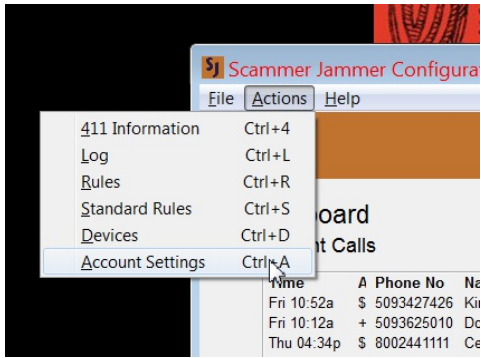 SJ Scammer Jammer Configura
File Actions Help
411 Information Ctrl+4
Log Ctrl+L
Rules Ctrl+R
Standard Rules Ctrl+S
Devices Ctrl+D
Account Settings Ctrl+A
oard
nt Calls
Time A Phone No Na
Fri 10:52a $ 5093427426 Kin
Fri 10:12a + 5093625010 Do
Thu 04:34p $ 8002441111 Ce